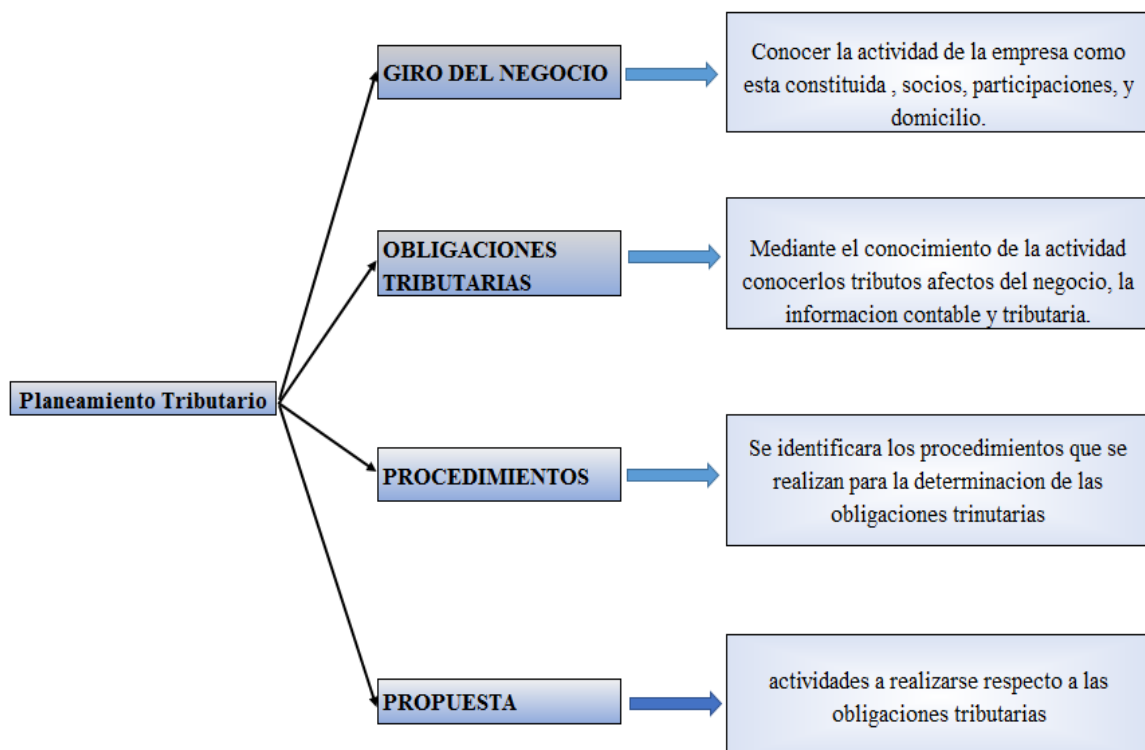 Planeamiento Tributario
GIRO DEL NEGOCIO
Conocer la actividad de la empresa como
esta constituida , socios, participaciones, y
domicilio.
OBLIGACIONES
TRIBUTARIAS
Mediante el conocimiento de la actividad
conocerlos tributos afectos del negocio, la
informacion contable y tributaria.
PROCEDIMIENTOS
Se identificara los procedimientos que se
realizan para la determinacion de las
obligaciones trinutarias
PROPUESTA
actividades a realizarse respecto a las
obligaciones tributarias